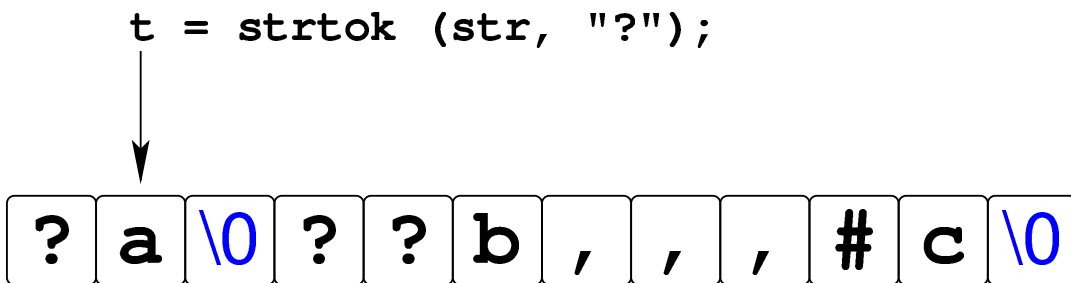 t = strtok (str, "?");
? a \0 ? ? b , , , # c \0